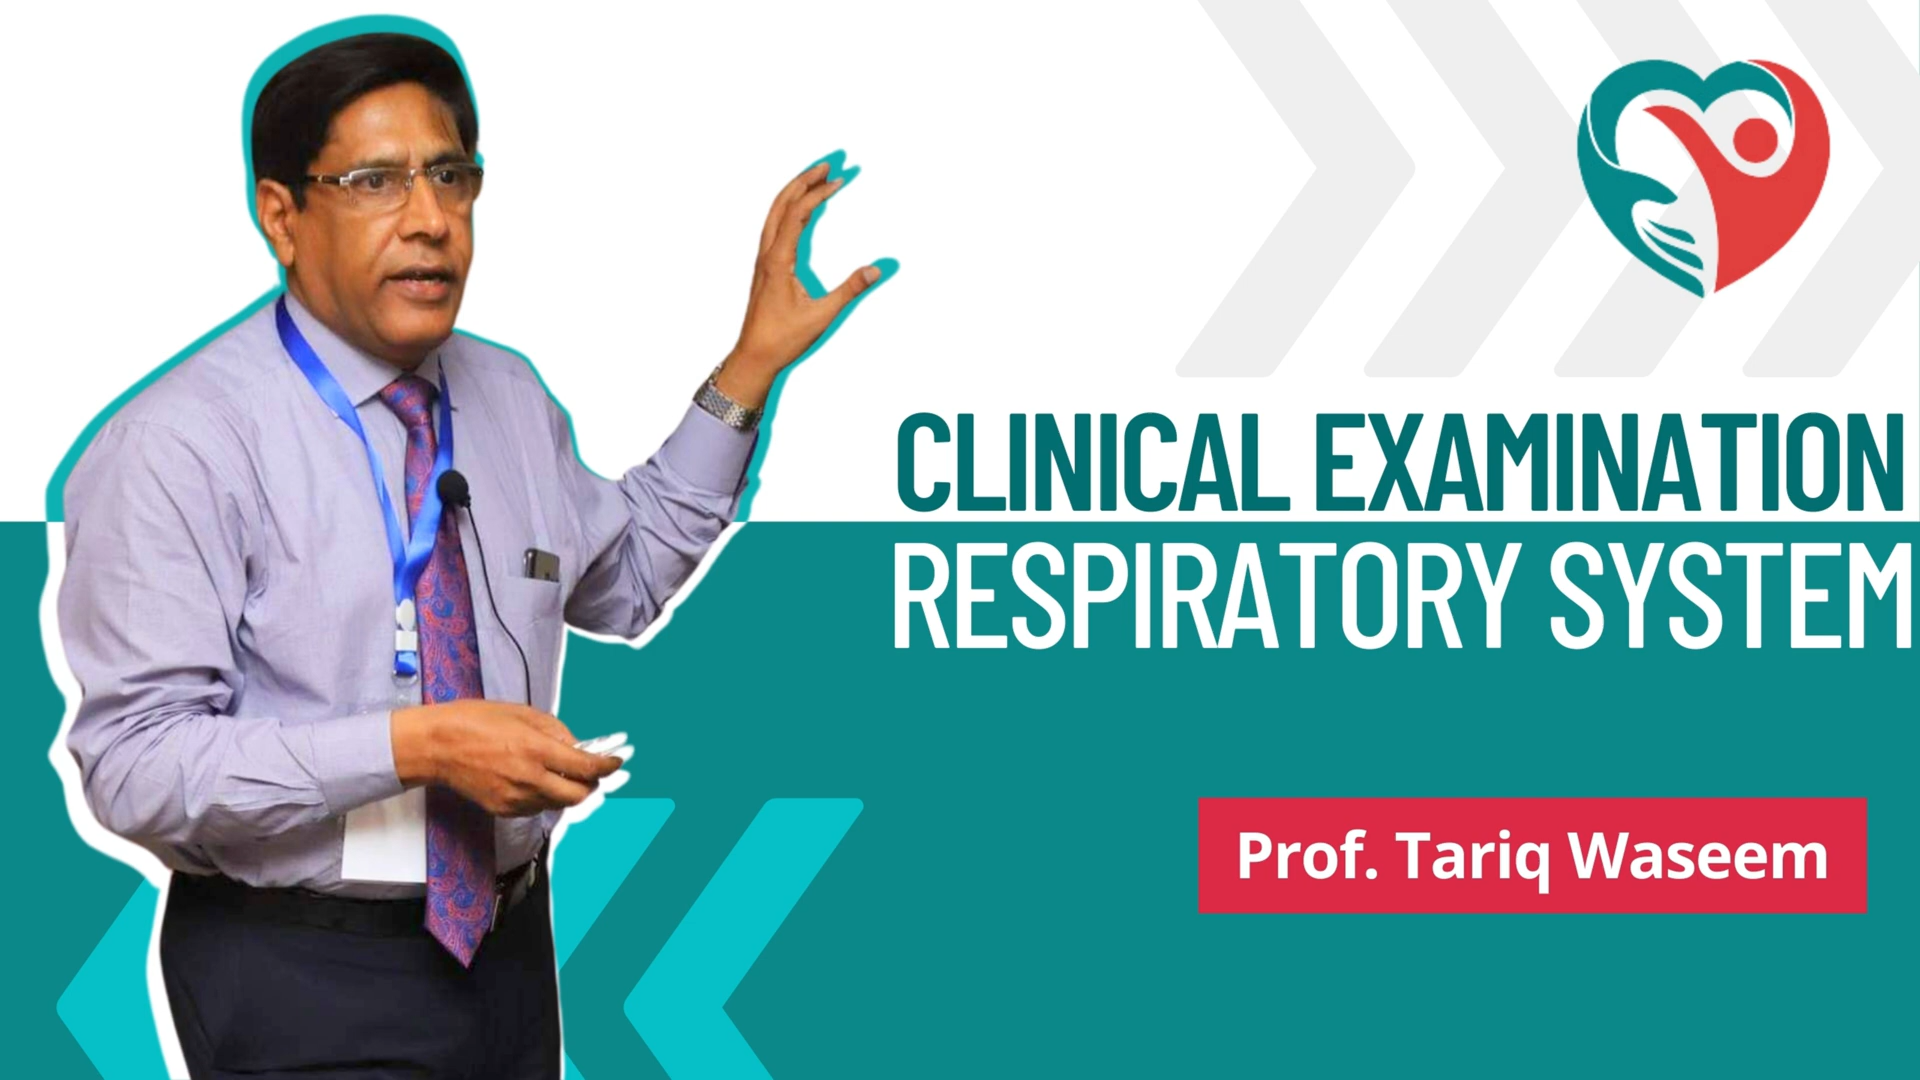 CLINICAL EXAMINATION
RESPIRATORY SYSTEM
Prof. Tariq Waseem